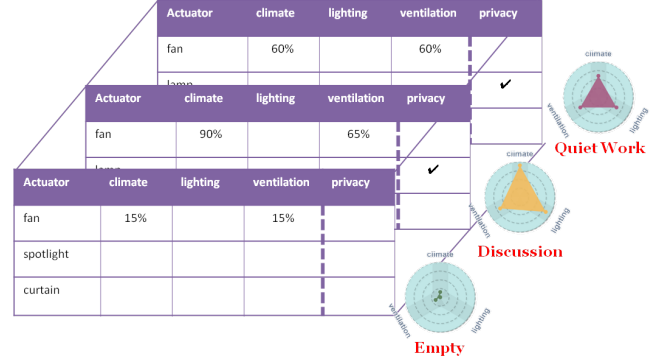 Actuator climate lighting ventilation privacy
fan 60% 60%
lamp
✔
Actuator climate lighting ventilation privacy
fan 90% 65%
✔
Actuator climate lighting ventilation privacy
fan 15% 15%
spotlight
curtain
climate
ventilation
lighting
Quiet Work
climate
ventilation
lighting
Discussion
climate
ventilation
lighting
Empty